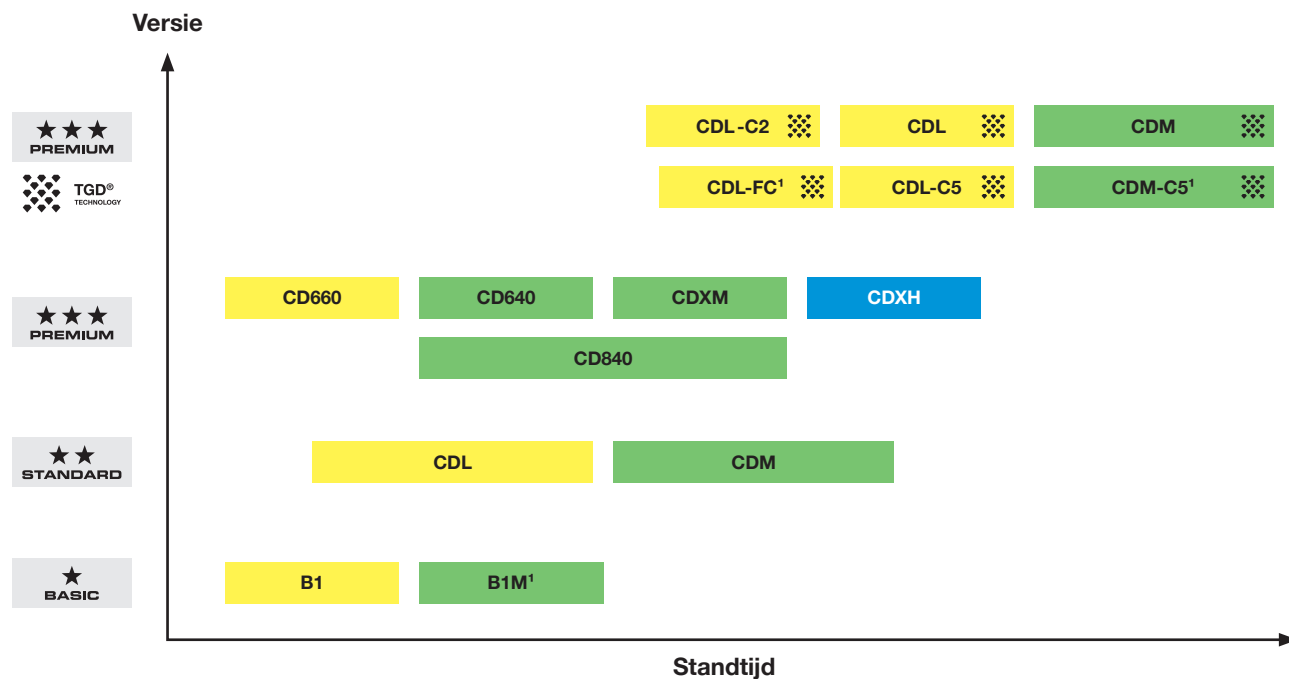 Versie
★★★
PREMIUM
TGD®
TECHNOLOGY
CDL-C2
CDL
CDM
CDL-FC¹
CDL-C5
CDM-C5¹
★★★
PREMIUM
CD660
CD640
CDXM
CDXH
CD840
★★
STANDARD
CDL
CDM
★
BASIC
B1
B1M¹
Standtijd